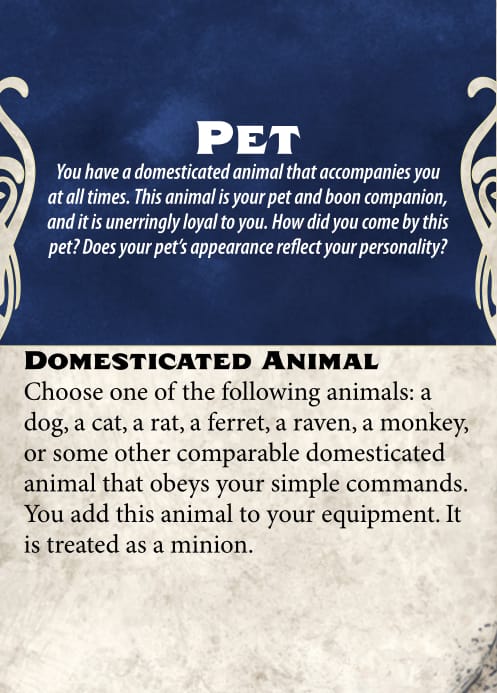 PET
You have a domesticated animal that accompanies you
at all times. This animal is your pet and boon companion,
and it is unerringly loyal to you. How did you come by this
pet? Does your pet's appearance reflect your personality?
DOMESTICATED ANIMAL
Choose one of the following animals: a
dog, a cat, a rat, a ferret, a raven, a monkey,
or some other comparable domesticated
animal that obeys your simple commands.
You add this animal to your equipment. It
is treated as a minion.